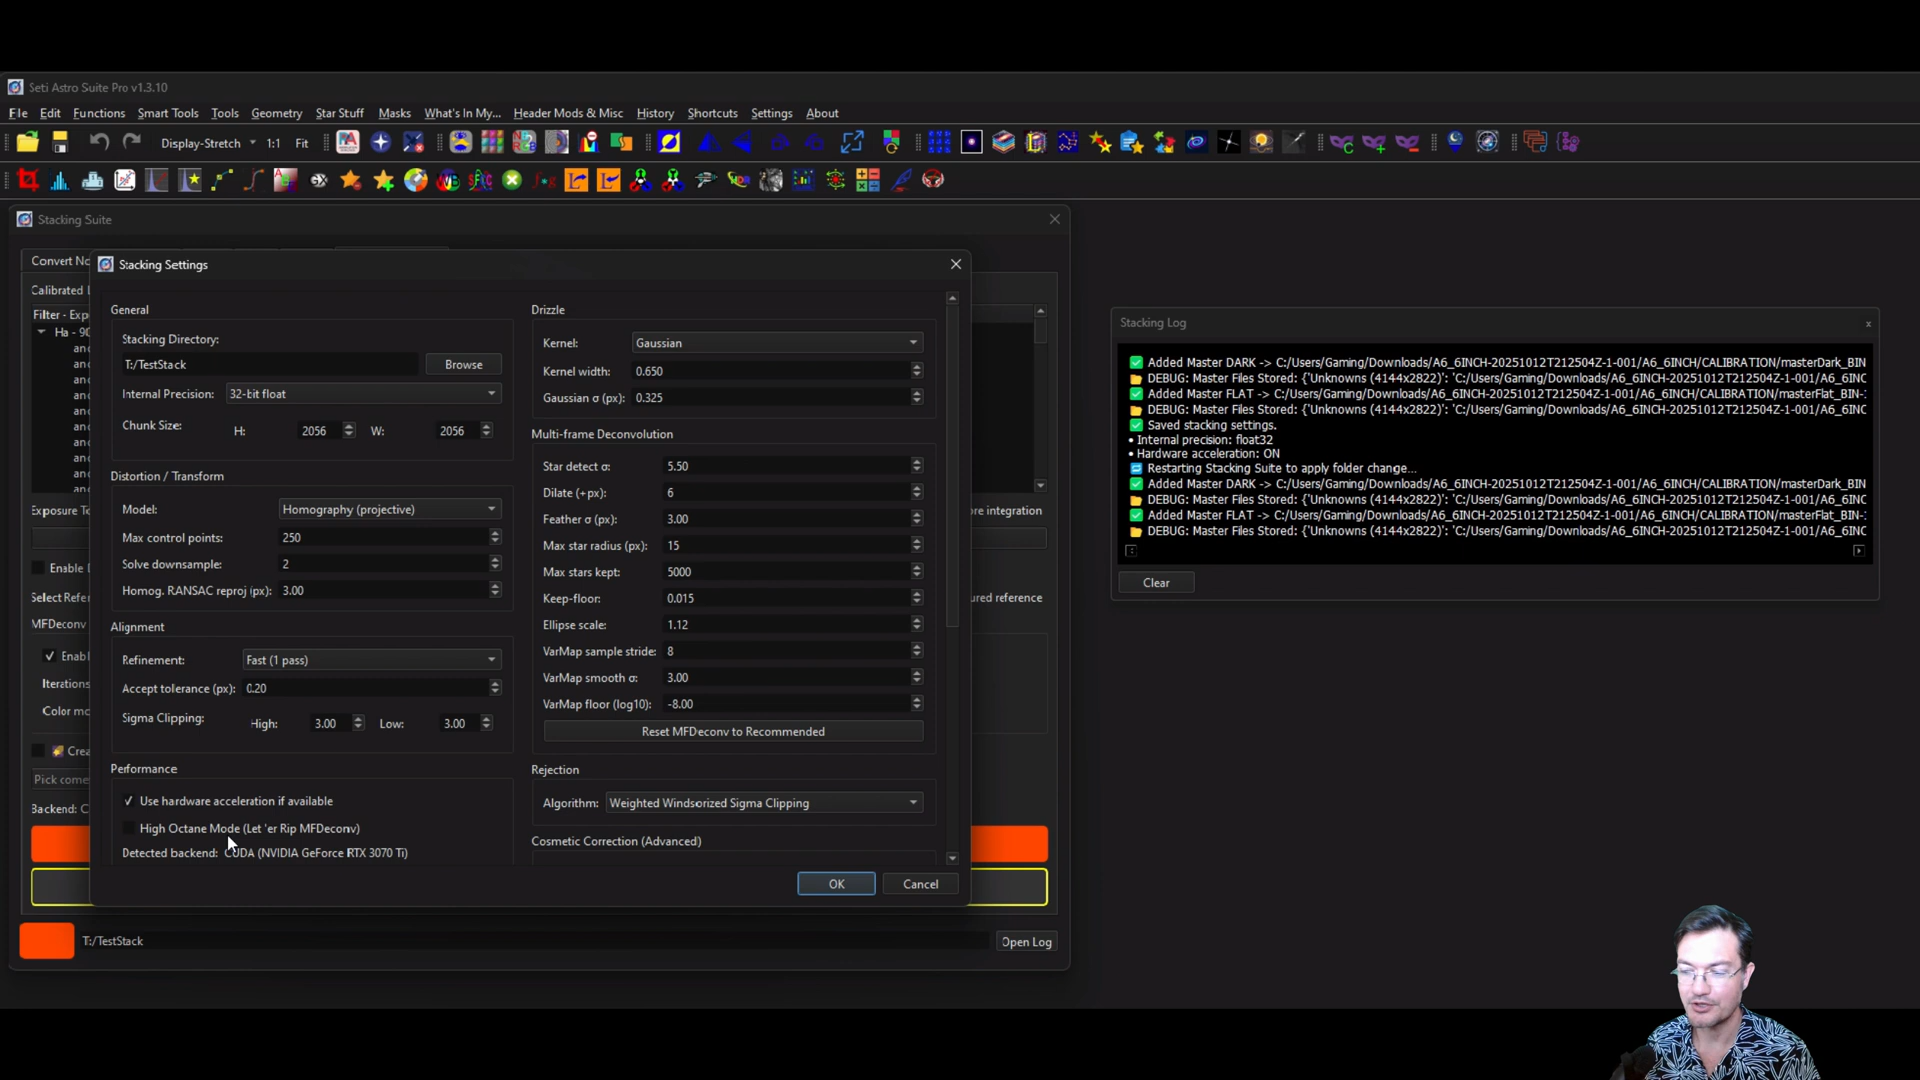 Seti Astro Suite Pro v1.3.10
File Edit Functions Smart Tools Tools Geometry Star Stuff Masks What's In My... Header Mods & Misc History Shortcuts Settings About
Display-Stretch 1:1 Fit
Stacking Suite
Convert No
Stacking Settings
Calibrated
Filter - Exp
Ha - 90
anc
anc
anc
anc
anc
anc
anc
anc
anc
anc
Exposure To
Enable
Select Refer
MFDeconv
Enabl
Iterations
Color mo
Crea
Pick come
Backend: C
General
Stacking Directory:
T:/TestStack
Browse
Internal Precision: 32-bit float
Chunk Size: H: 2056 W: 2056
Distortion / Transform
Model: Homography (projective)
Max control points: 250
Solve downsample: 2
Homog. RANSAC reproj (px): 3.00
Alignment
Refinement: Fast (1 pass)
Accept tolerance (px): 0.20
Sigma Clipping: High: 3.00 Low: 3.00
Performance
Use hardware acceleration if available
High Octane Mode (Let 'er Rip MFDeconv)
Detected backend: CUDA (NVIDIA GeForce RTX 3070 Ti)
Drizzle
Kernel: Gaussian
Kernel width: 0.650
Gaussian σ (px): 0.325
Multi-frame Deconvolution
Star detect σ: 5.50
Dilate (+px): 6
Feather σ (px): 3.00
Max star radius (px): 15
Max stars kept: 5000
Keep-floor: 0.015
Ellipse scale: 1.12
VarMap sample stride: 8
VarMap smooth σ: 3.00
VarMap floor (log10): -8.00
Reset MFDeconv to Recommended
Rejection
Algorithm: Weighted Windsorized Sigma Clipping
Cosmetic Correction (Advanced)
OK Cancel
ore integration
ured reference
T:/TestStack
Open Log
Stacking Log
x
Added Master DARK -> C:/Users/Gaming/Downloads/A6_6INCH-20251012T212504Z-1-001/A6_6INCH/CALIBRATION/masterDark_BIN
DEBUG: Master Files Stored: {'Unknowns (4144x2822)': 'C:/Users/Gaming/Downloads/A6_6INCH-20251012T212504Z-1-001/A6_6INC
Added Master FLAT -> C:/Users/Gaming/Downloads/A6_6INCH-20251012T212504Z-1-001/A6_6INCH/CALIBRATION/masterFlat_BIN-
DEBUG: Master Files Stored: {'Unknowns (4144x2822)': 'C:/Users/Gaming/Downloads/A6_6INCH-20251012T212504Z-1-001/A6_6INC
Saved stacking settings.
• Internal precision: float32
• Hardware acceleration: ON
Restarting Stacking Suite to apply folder change...
Added Master DARK -> C:/Users/Gaming/Downloads/A6_6INCH-20251012T212504Z-1-001/A6_6INCH/CALIBRATION/masterDark_BIN
DEBUG: Master Files Stored: {'Unknowns (4144x2822)': 'C:/Users/Gaming/Downloads/A6_6INCH-20251012T212504Z-1-001/A6_6INC
Added Master FLAT -> C:/Users/Gaming/Downloads/A6_6INCH-20251012T212504Z-1-001/A6_6INCH/CALIBRATION/masterFlat_BIN-
DEBUG: Master Files Stored: {'Unknowns (4144x2822)': 'C:/Users/Gaming/Downloads/A6_6INCH-20251012T212504Z-1-001/A6_6INC
Clear